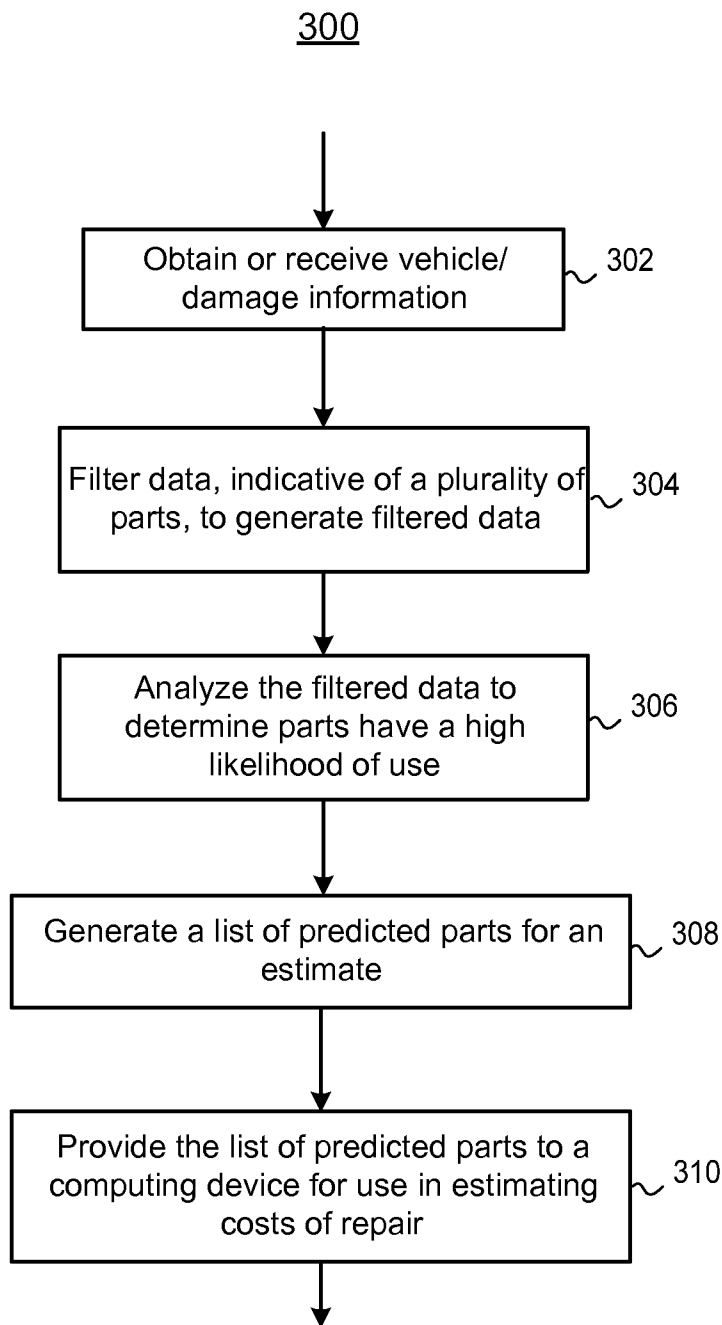 300
Obtain or receive vehicle/
damage information
302
Filter data, indicative of a plurality of
parts, to generate filtered data
304
Analyze the filtered data to
determine parts have a high
likelihood of use
306
Generate a list of predicted parts for an
estimate
308
Provide the list of predicted parts to a
computing device for use in estimating
costs of repair
310